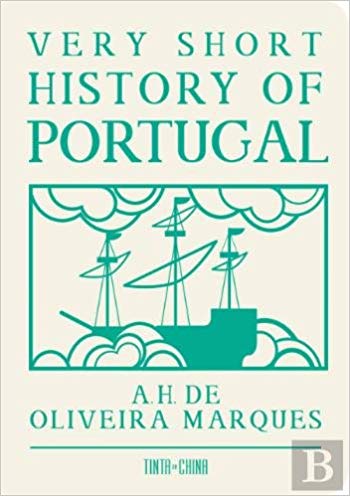 VERY SHORT
HISTORY OF
PORTUGAL
A.H. DE
OLIVEIRA MARQUES
TINTA DA CHINA
B